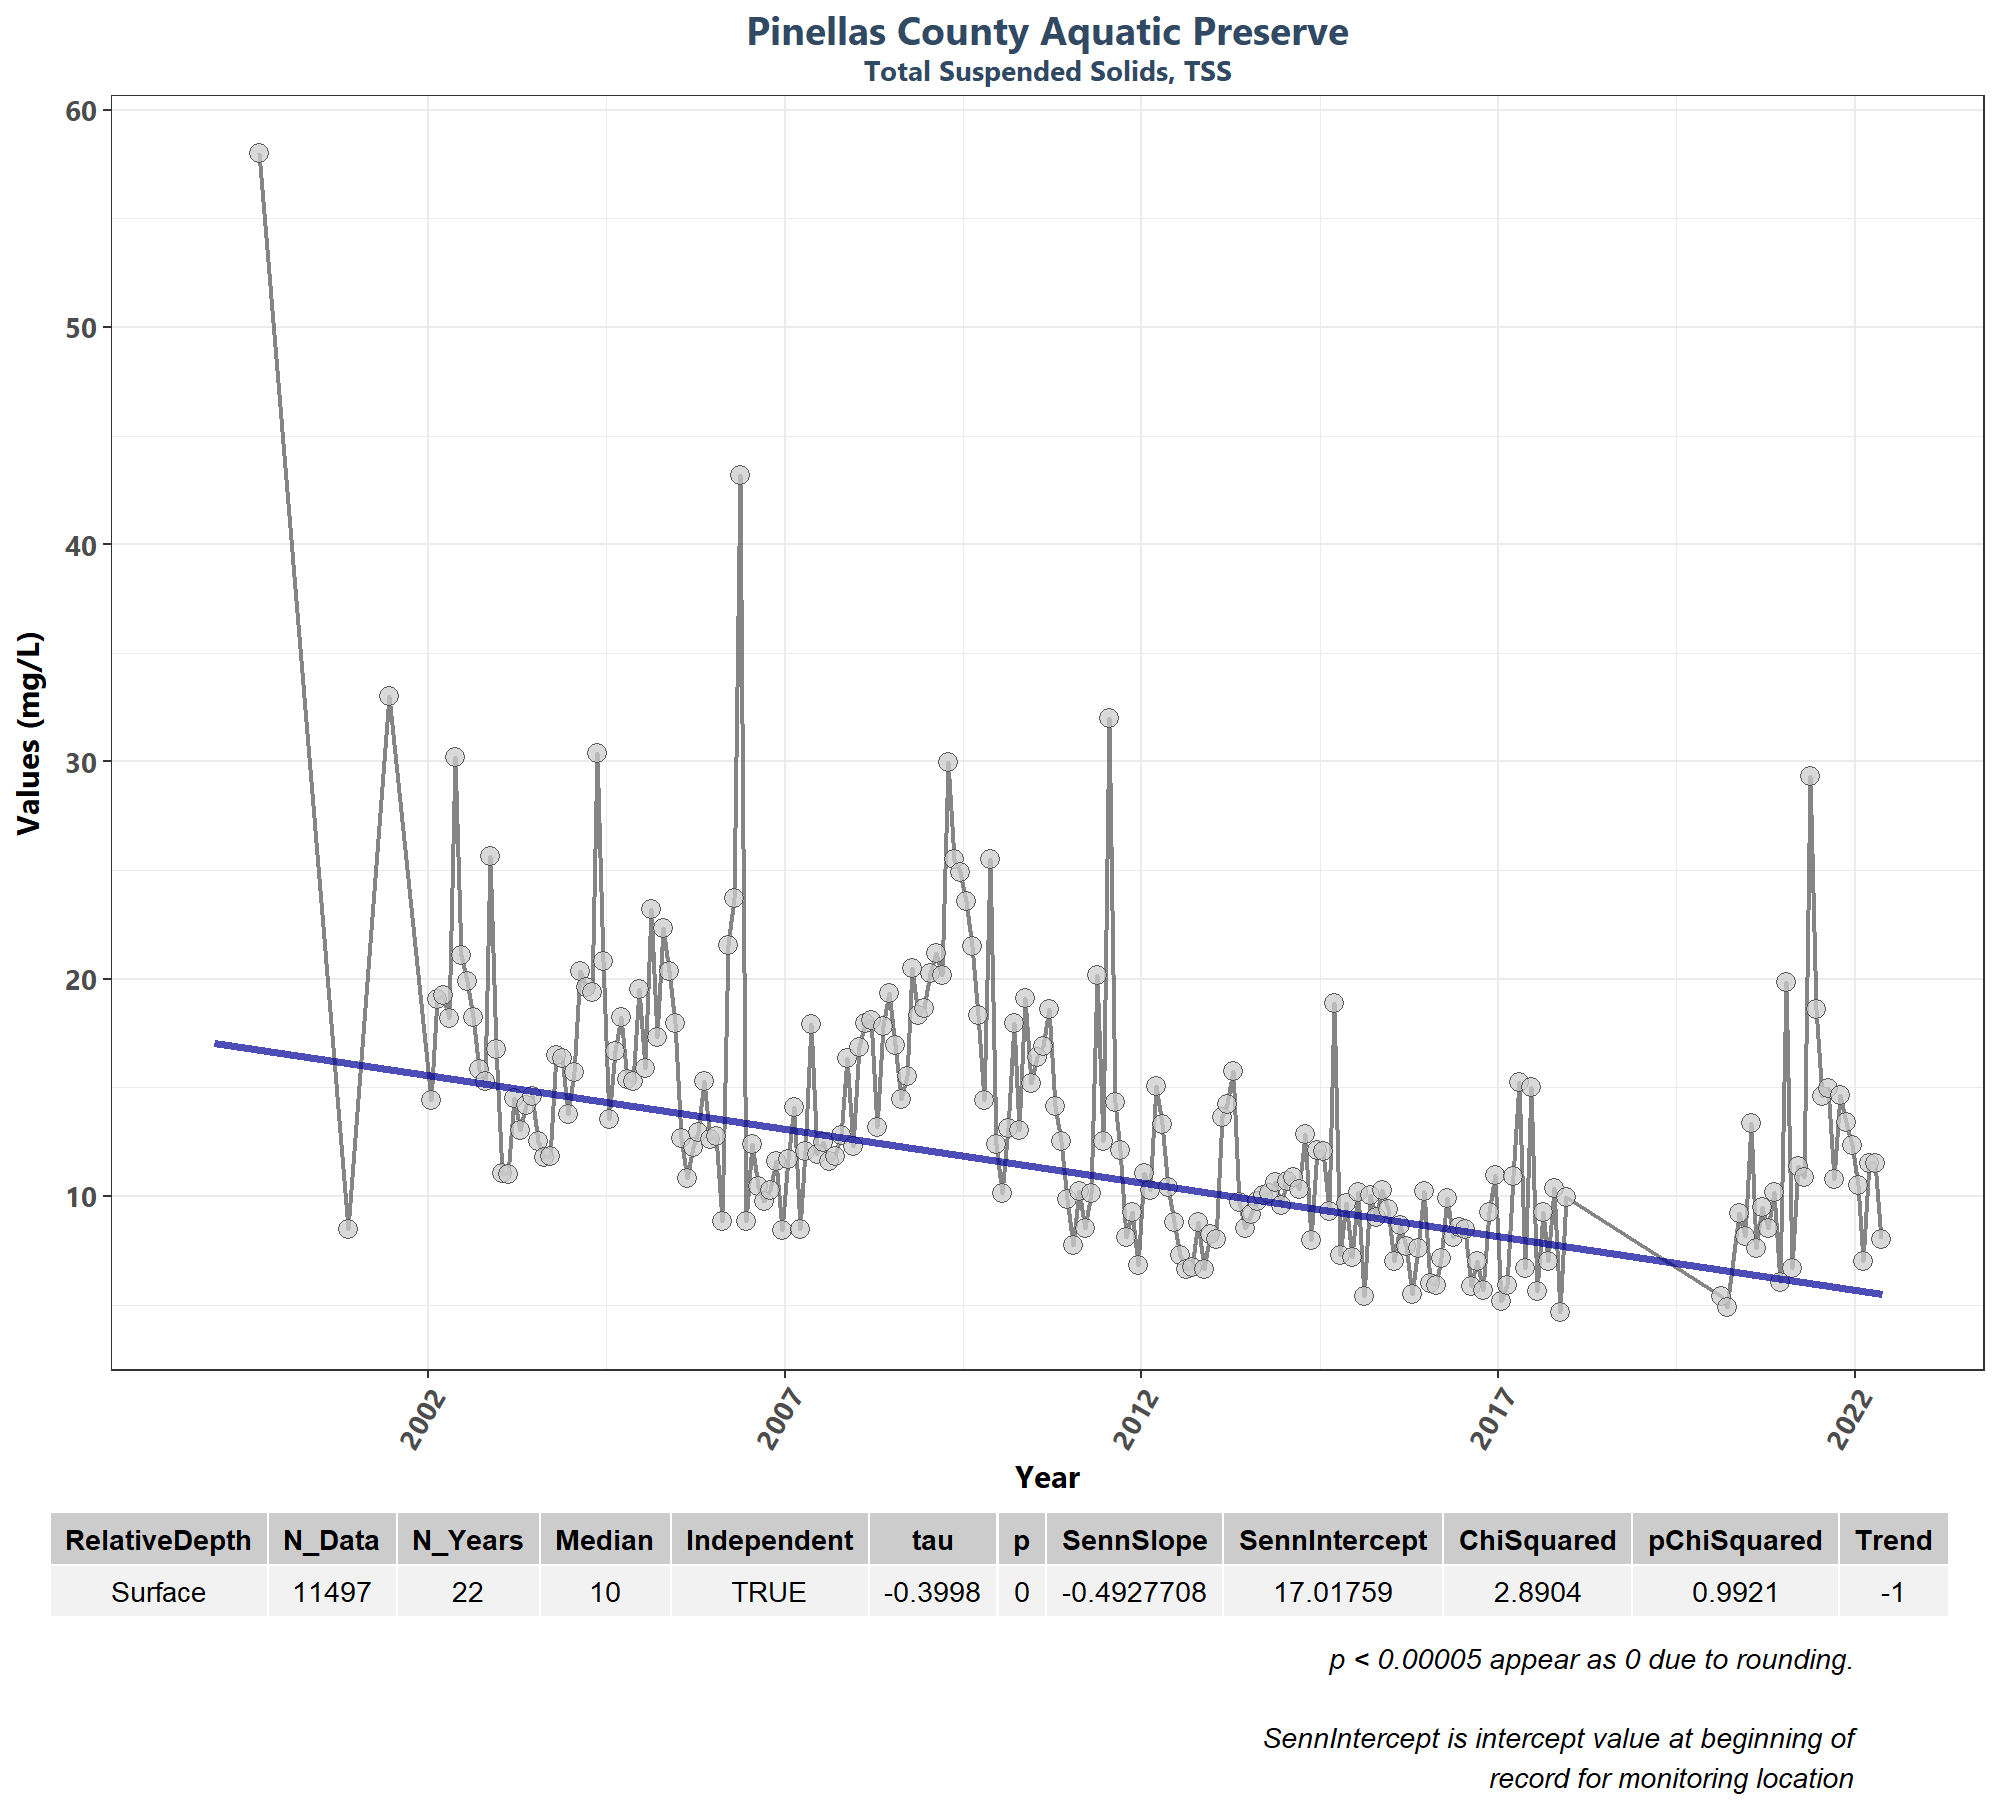 Pinellas County Aquatic Preserve
Total Suspended Solids, TSS
60
50
40
30
20
10
Values (mg/L)
2002
2007
2012
2017
2022
Year
RelativeDepth N_Data N_Years Median Independent tau p SennSlope SennIntercept ChiSquared pChiSquared Trend
Surface 11497 22 10 TRUE -0.3998 0 -0.4927708 17.01759 2.8904 0.9921 -1
p < 0.00005 appear as 0 due to rounding.
SennIntercept is intercept value at beginning of
record for monitoring location